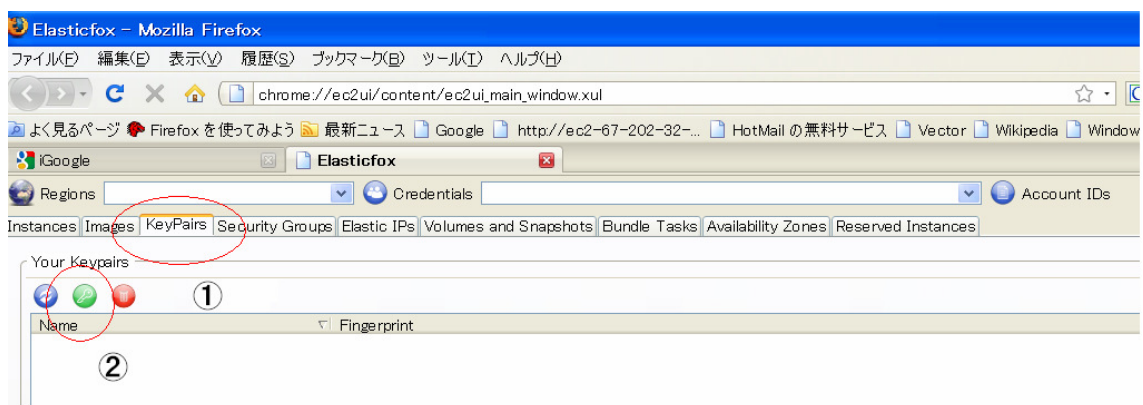 Elasticfox - Mozilla Firefox
ファイル(F) 編集(E) 表示(V) 履歴(S) ブックマーク(B) ツール(T) ヘルプ(H)
chrome://ec2ui/content/ec2ui_main_window.xul
よく見るページ Firefox を使ってみよう 最新ニュース Google http://ec2-67-202-32-... HotMail の無料サービス Vector Wikipedia Window
iGoogle Elasticfox
Regions Credentials Account IDs
Instances Images KeyPairs Security Groups Elastic IPs Volumes and Snapshots Bundle Tasks Availability Zones Reserved Instances
Your Keypairs
①
Name Fingerprint
②